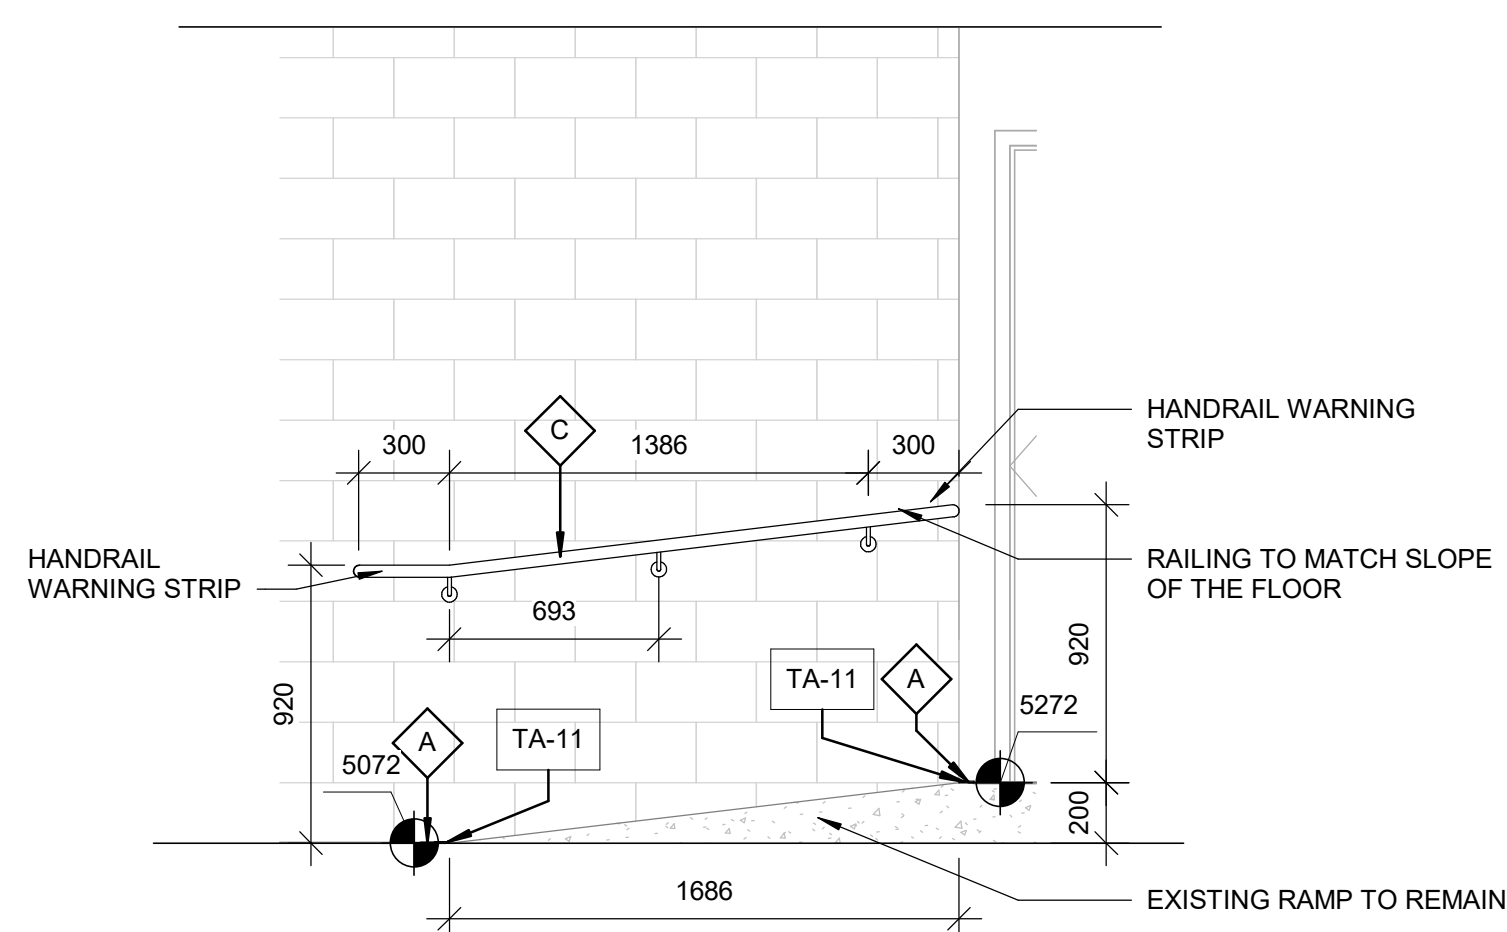 HANDRAIL WARNING
STRIP
C
300
1386
300
HANDRAIL
WARNING STRIP
RAILING TO MATCH SLOPE
OF THE FLOOR
693
920
920
TA-11
A
5272
A
TA-11
5072
200
1686
EXISTING RAMP TO REMAIN